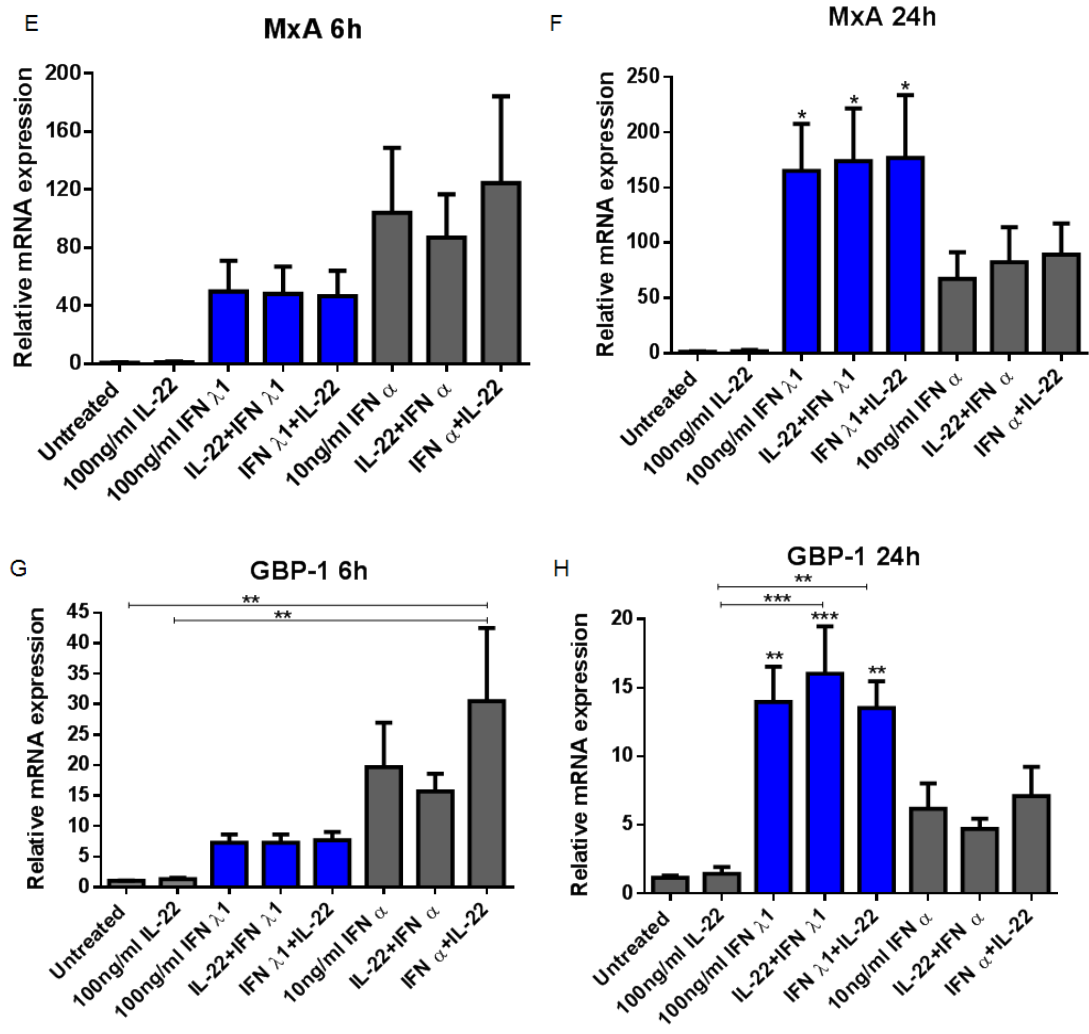 E
MxA 6h
Relative mRNA expression
200
160
120
80
40
0
Untreated
100ng/ml IL-22
100ng/ml IFN λ1
IL-22+IFN λ1
IFN λ1+IL-22
10ng/ml IFN α
IL-22+IFN α
IFN α+IL-22
F
MxA 24h
Relative mRNA expression
250
200
150
100
50
0
* * *
Untreated
100ng/ml IL-22
100ng/ml IFN λ1
IL-22+IFN λ1
IFN λ1+IL-22
10ng/ml IFN α
IL-22+IFN α
IFN α+IL-22
G
GBP-1 6h
**
**
Relative mRNA expression
45
40
35
30
25
20
15
10
5
0
Untreated
100ng/ml IL-22
100ng/ml IFN λ1
IL-22+IFN λ1
IFN λ1+IL-22
10ng/ml IFN α
IL-22+IFN α
IFN α+IL-22
H
GBP-1 24h
**
***
** *** **
Relative mRNA expression
20
15
10
5
0
Untreated
100ng/ml IL-22
100ng/ml IFN λ1
IL-22+IFN λ1
IFN λ1+IL-22
10ng/ml IFN α
IL-22+IFN α
IFN α+IL-22